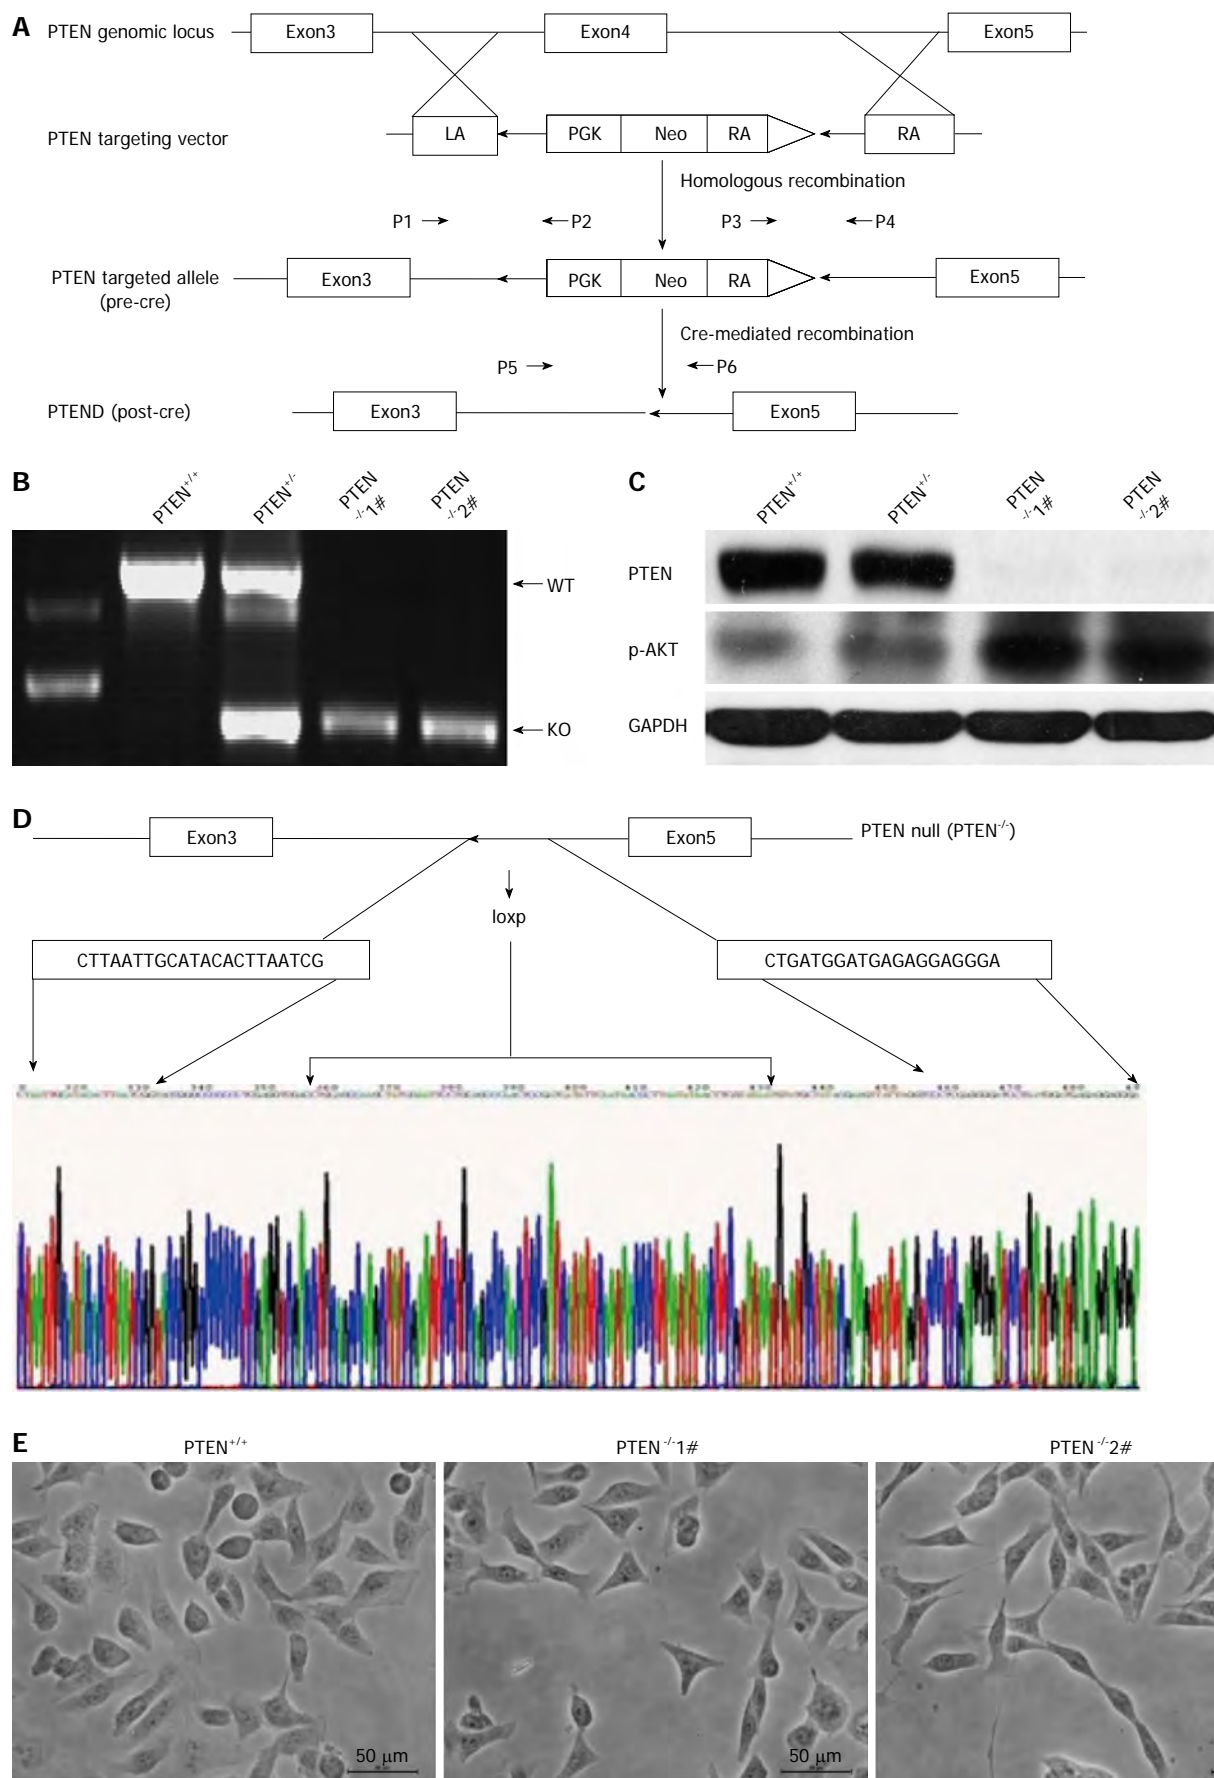 A PTEN genomic locus Exon3 Exon4 Exon5
PTEN targeting vector LA PGK Neo RA RA
Homologous recombination
P1 P2 P3 P4
PTEN targeted allele Exon3 PGK Neo RA Exon5
(pre-cre)
Cre-mediated recombination
P5 P6
PTEND (post-cre) Exon3 Exon5
B
PTEN+/+
PTEN+/-
PTEN
-/-1#
PTEN
-/-2#
WT
KO
C
PTEN+/+
PTEN+/-
PTEN
-/-1#
PTEN
-/-2#
PTEN
p-AKT
GAPDH
D
Exon3 Exon5 PTEN null (PTEN-/-)
loxp
CTTAATTGCATACACTTAATCG CTGATGGATGAGAGGAGGGA
E PTEN+/+ PTEN-/-1# PTEN-/-2#
50 μm 50 μm